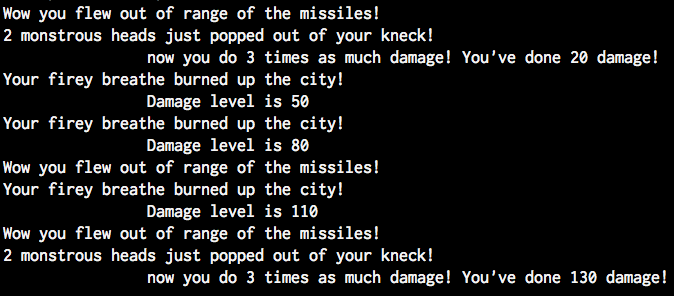 Wow you flew out of range of the missiles!
2 monstrous heads just popped out of your kneck!
now you do 3 times as much damage! You've done 20 damage!
Your firey breathe burned up the city!
Damage level is 50
Your firey breathe burned up the city!
Damage level is 80
Wow you flew out of range of the missiles!
Your firey breathe burned up the city!
Damage level is 110
Wow you flew out of range of the missiles!
2 monstrous heads just popped out of your kneck!
now you do 3 times as much damage! You've done 130 damage!